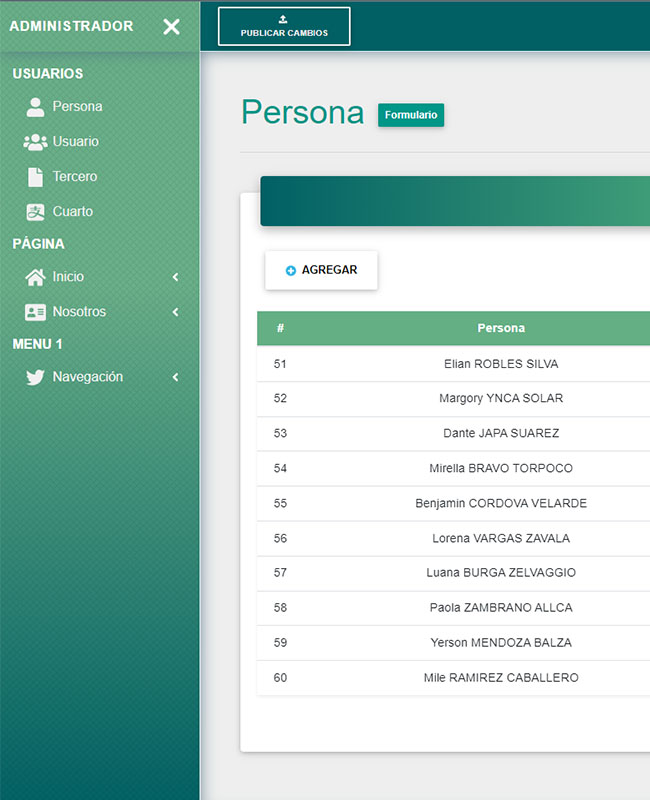 ADMINISTRADOR
PUBLICAR CAMBIOS
USUARIOS
Persona
Usuario
Tercero
Cuarto
PÁGINA
Inicio
Nosotros
MENU 1
Navegación
Persona Formulario
AGREGAR
# Persona
51 Elian ROBLES SILVA
52 Margory YNCA SOLAR
53 Dante JAPA SUAREZ
54 Mirella BRAVO TORPOCO
55 Benjamin CORDOVA VELARDE
56 Lorena VARGAS ZAVALA
57 Luana BURGA ZELVAGGIO
58 Paola ZAMBRANO ALLCA
59 Yerson MENDOZA BALZA
60 Mile RAMIREZ CABALLERO